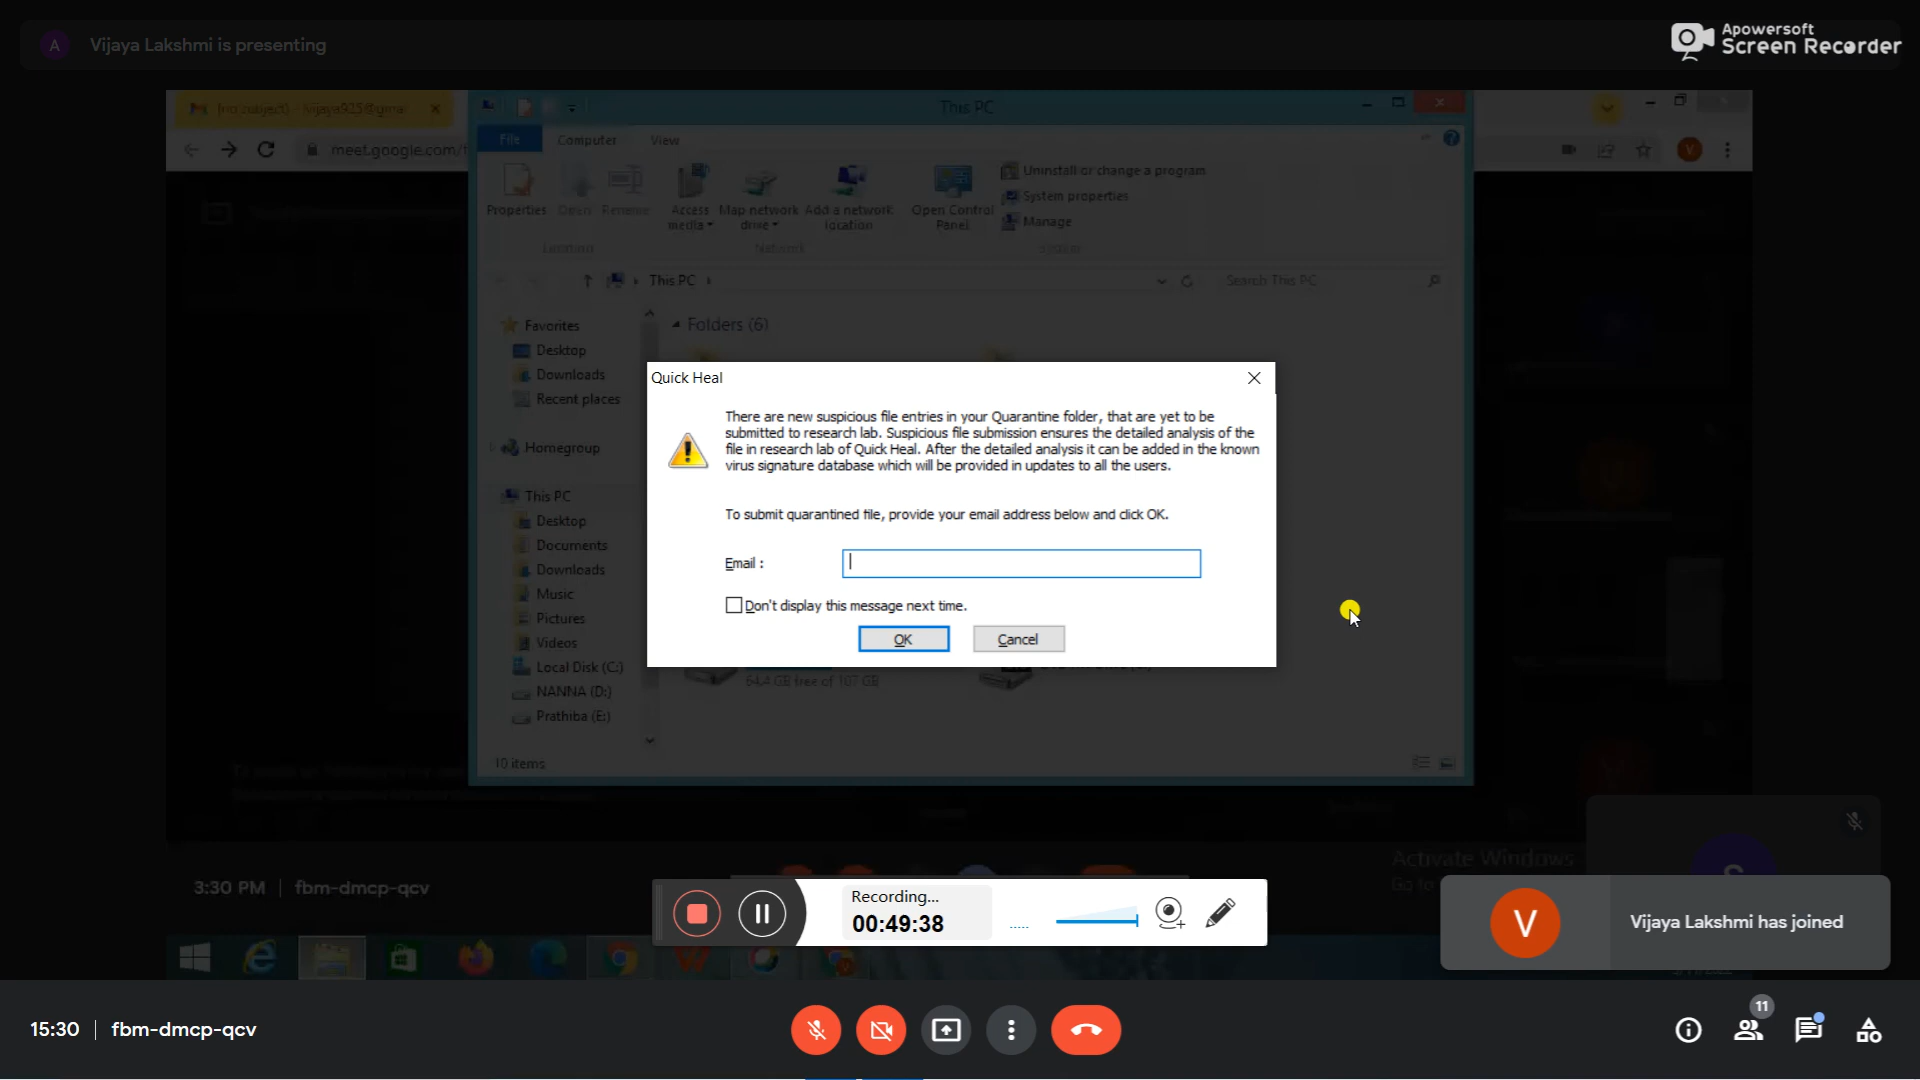 A
Vijaya Lakshmi is presenting
Apowersoft
Screen Recorder
(no subject) - lvijaya925@gmai
This PC
File
Computer
View
meet.google.com/
V
Properties
Open
Rename
Access
media
Map network
drive
Add a network
location
Open Control
Panel
Uninstall or change a program
System properties
Manage
Location
Network
System
This PC
Search This PC
Favorites
Desktop
Downloads
Recent places
Homegroup
This PC
Desktop
Documents
Downloads
Music
Pictures
Videos
Local Disk (C:)
NANNA (D:)
Prathiba (E:)
Folders (6)
64.4 GB free of 107 GB
10 items
Quick Heal
There are new suspicious file entries in your Quarantine folder, that are yet to be
submitted to research lab. Suspicious file submission ensures the detailed analysis of the
file in research lab of Quick Heal. After the detailed analysis it can be added in the known
virus signature database which will be provided in updates to all the users.
To submit quarantined file, provide your email address below and click OK.
Email :
Don't display this message next time.
OK
Cancel
3:30 PM | fbm-dmcp-qcv
Activate Windows
Go to
Recording...
00:49:38
V
Vijaya Lakshmi has joined
15:30 | fbm-dmcp-qcv
11